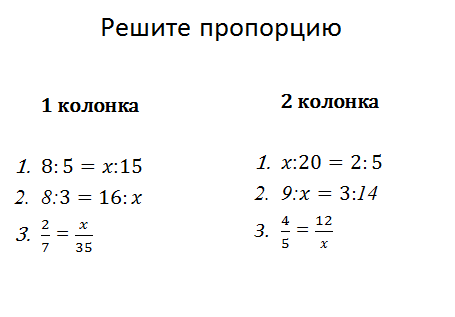 Решите пропорцию
1 колонка
1. 8:5 = x:15
2. 8:3 = 16:x
3. 2/7 = x/35
2 колонка
1. x:20 = 2:5
2. 9:x = 3:14
3. 4/5 = 12/x